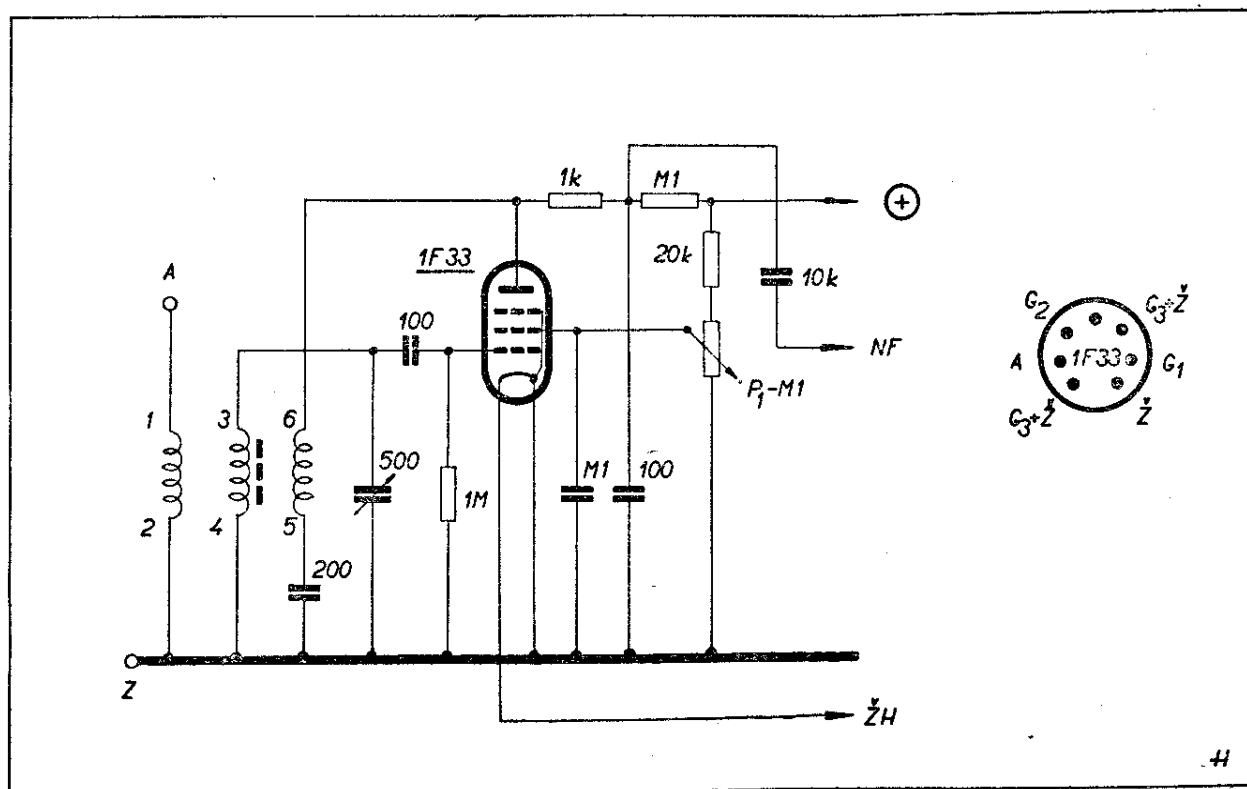 1k
M1
+
1F33
20k
10k
A
100
NF
P₁-M1
1
3
6
500
1M
M1
100
2
4
5
200
Z
ŽH
G₂
G₃÷Ž
A
1F33
G₁
G₃+Ž
Ž